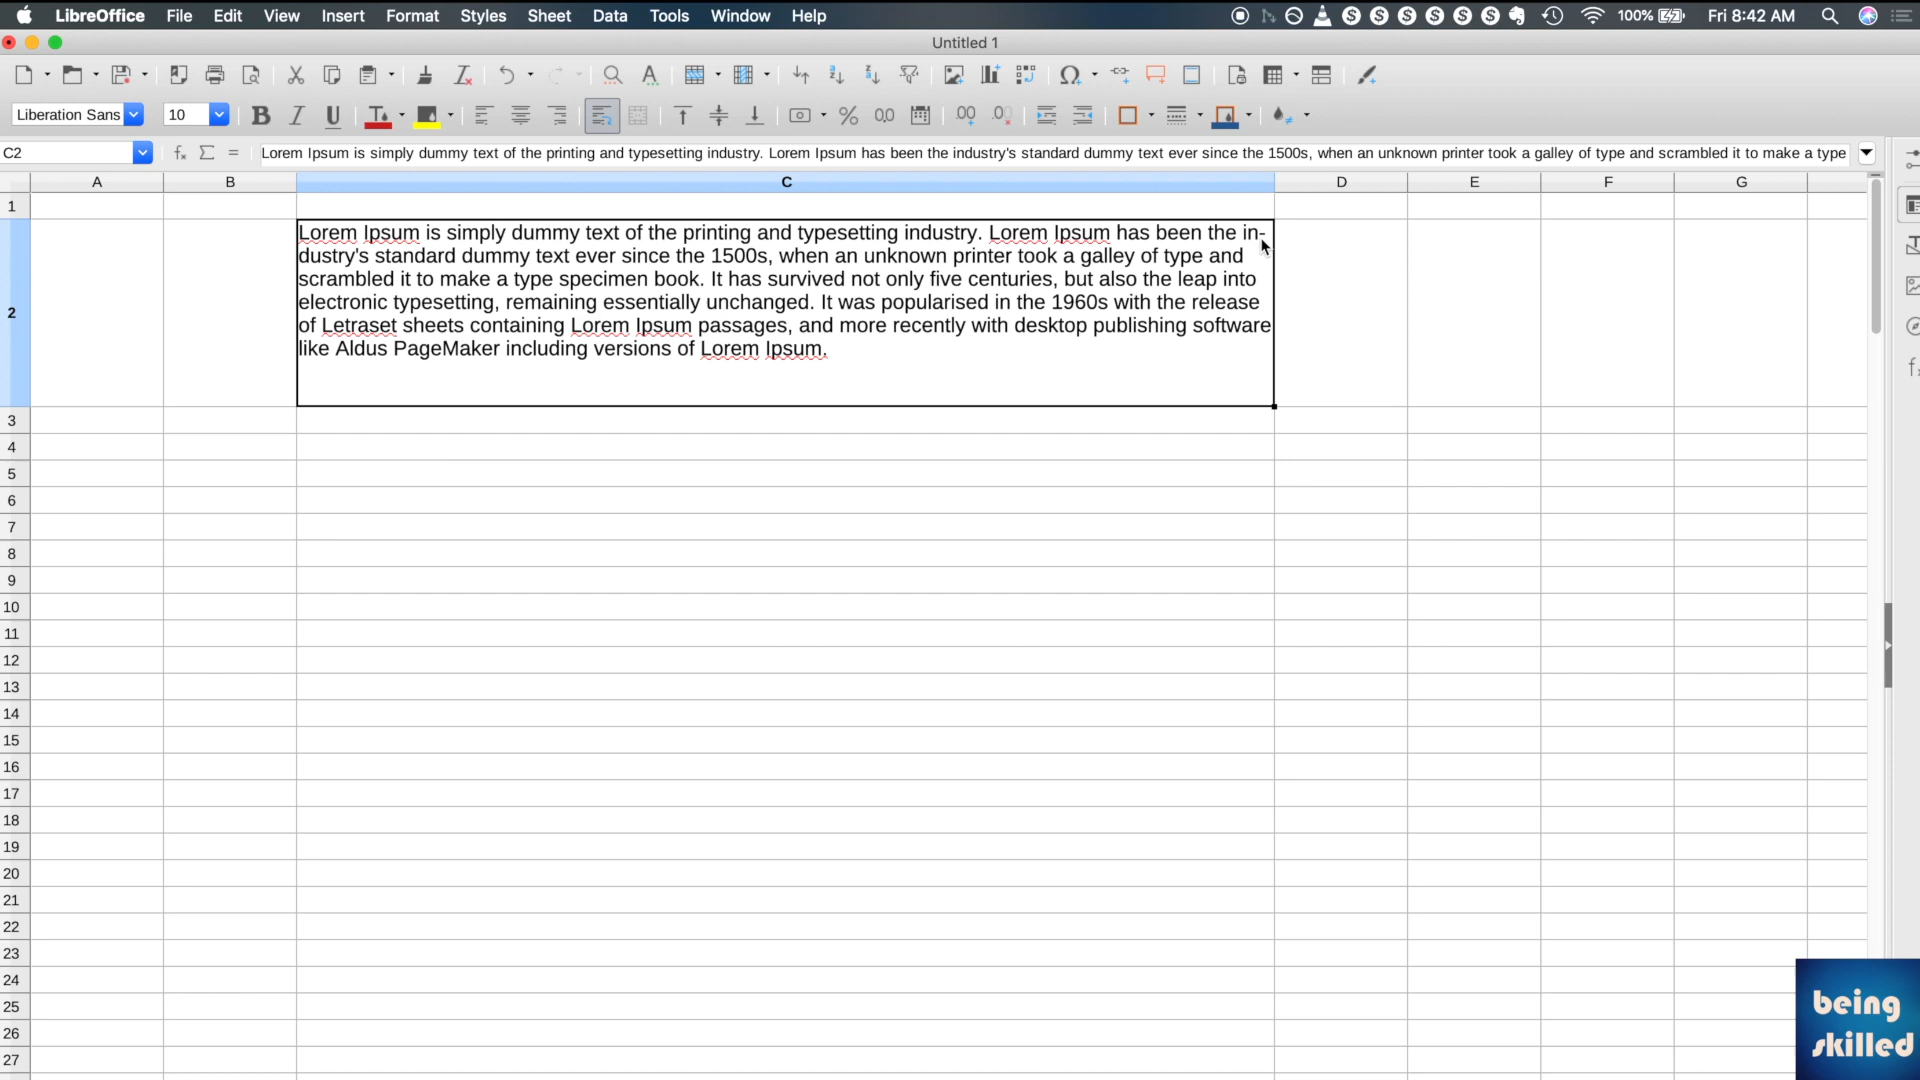 LibreOffice File Edit View Insert Format Styles Sheet Data Tools Window Help 100% Fri 8:42 AM
Untitled 1
Liberation Sans 10
C2 Lorem Ipsum is simply dummy text of the printing and typesetting industry. Lorem Ipsum has been the industry's standard dummy text ever since the 1500s, when an unknown printer took a galley of type and scrambled it to make a type
A B C D E F G
1
Lorem Ipsum is simply dummy text of the printing and typesetting industry. Lorem Ipsum has been the in-
dustry's standard dummy text ever since the 1500s, when an unknown printer took a galley of type and
scrambled it to make a type specimen book. It has survived not only five centuries, but also the leap into
electronic typesetting, remaining essentially unchanged. It was popularised in the 1960s with the release
2
of Letraset sheets containing Lorem Ipsum passages, and more recently with desktop publishing software
like Aldus PageMaker including versions of Lorem Ipsum.
3
4
5
6
7
8
9
10
11
12
13
14
15
16
17
18
19
20
21
22
23
24
25
26
27
being
skilled